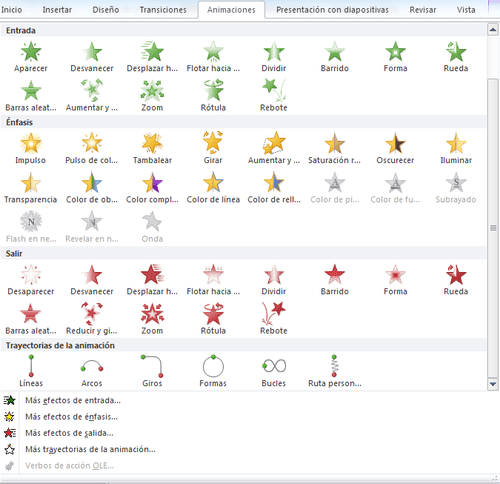 Inicio Insertar Diseño Transiciones Animaciones Presentación con diapositivas Revisar Vista
Entrada
Aparecer Desvanecer Desplazar h... Flotar hacia ... Dividir Barrido Forma Rueda
Barras aleat... Aumentar y ... Zoom Rótula Rebote
Énfasis
Impulso Pulso de col... Tambalear Girar Aumentar y ... Saturación r... Oscurecer Iluminar
Transparencia Color de ob... Color compl... Color de línea Color de rell... Color de pi... Color de fu... Subrayado
Flash en ne... Revelar en n... Onda
Salir
Desaparecer Desvanecer Desplazar h... Flotar hacia ... Dividir Barrido Forma Rueda
Barras aleat... Reducir y gi... Zoom Rótula Rebote
Trayectorias de la animación
Líneas Arcos Giros Formas Bucles Ruta person...
Más efectos de entrada...
Más efectos de énfasis...
Más efectos de salida...
Más trayectorias de la animación...
Verbos de acción OLE...